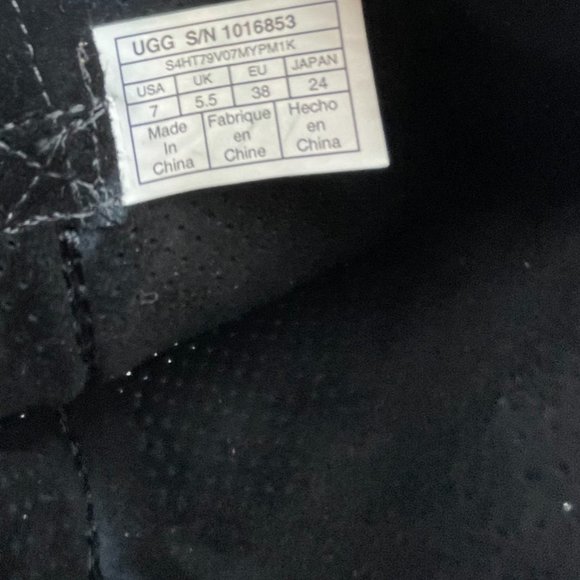 UGG S/N 1016853
S4HT79V07MYPM1K
USA UK EU JAPAN
7 5.5 38 24
Made Fabrique Hecho
In en en
China Chine China